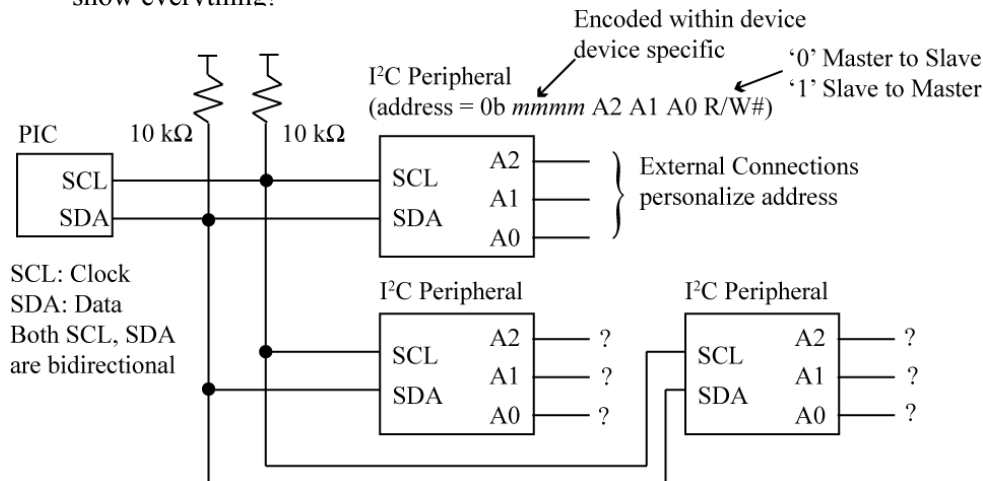 show everything?
Encoded within device
device specific
‘0’ Master to Slave
‘1’ Slave to Master
I²C Peripheral
(address = 0b mmmm A2 A1 A0 R/W#)
10 kΩ
10 kΩ
PIC
SCL
SDA
SCL
SDA
A2
A1
A0
External Connections
personalize address
SCL: Clock
SDA: Data
Both SCL, SDA
are bidirectional
I²C Peripheral
SCL
SDA
A2 ?
A1 ?
A0 ?
I²C Peripheral
SCL
SDA
A2 ?
A1 ?
A0 ?